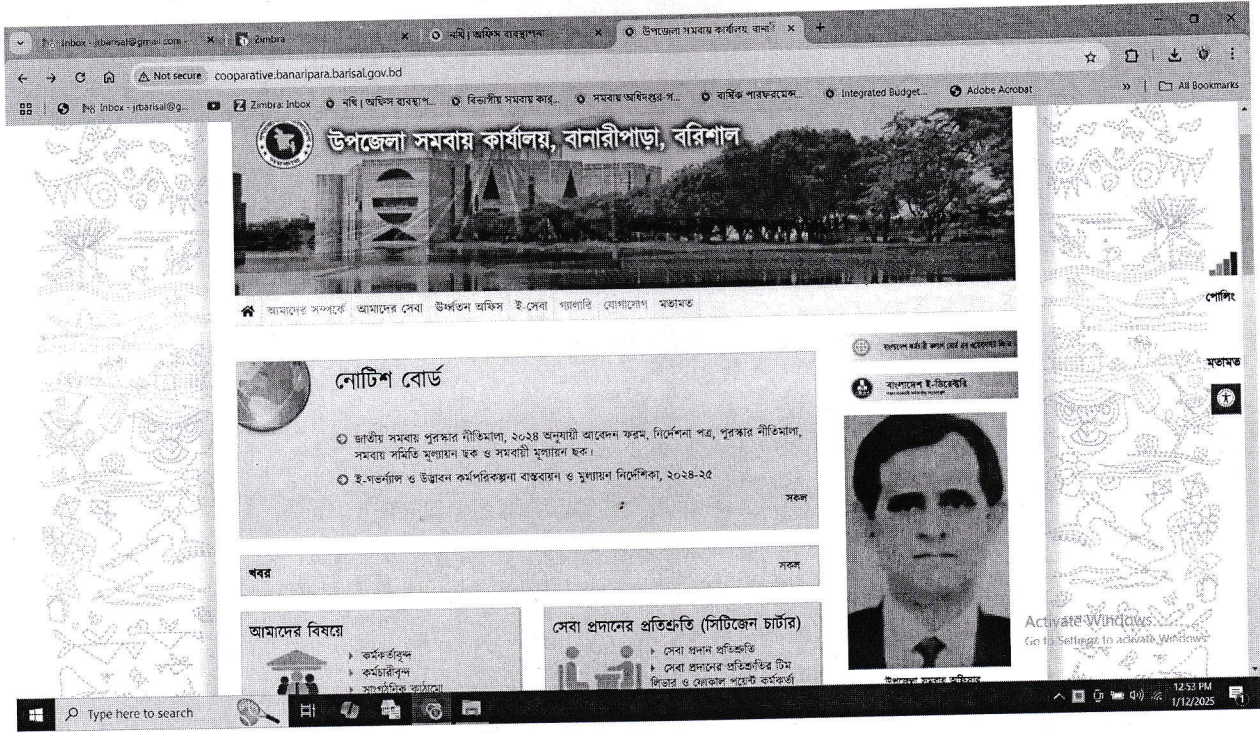 Inbox - jrbarisal@gmail.com -
Zimbra
নথি | অফিস ব্যবস্থাপনা
উপজেলা সমবায় কার্যালয়, বানা
Not secure cooparative.banaripara.barisal.gov.bd
Inbox - jrbarisal@g...
Zimbra: Inbox
নথি | অফিস ব্যবস্থাপ...
বিভাগীয় সমবায় কার্...
সমবায় অধিদপ্তর-গ...
বার্ষিক পারফরমেন্স...
Integrated Budget...
Adobe Acrobat
» All Bookmarks
উপজেলা সমবায় কার্যালয়, বানারীপাড়া, বরিশাল
আমাদের সম্পর্কে আমাদের সেবা ঊর্ধ্বতন অফিস ই-সেবা গ্যালারি যোগাযোগ মতামত
পোলিং
মতামত
নোটিশ বোর্ড
জাতীয় সমবায় পুরস্কার নীতিমালা, ২০২৪ অনুযায়ী আবেদন ফরম, নির্দেশনা পত্র, পুরস্কার নীতিমালা,
সমবায় সমিতি মূল্যায়ন ছক ও সমবায়ী মূল্যায়ন ছক।
ই-গভর্ন্যান্স ও উদ্ভাবন কর্মপরিকল্পনা বাস্তবায়ন ও মূল্যায়ন নির্দেশিকা, ২০২৪-২৫
সকল
বাংলাদেশ ই-ডিরেক্টরি
খবর
সকল
আমাদের বিষয়ে
কর্মকর্তাবৃন্দ
কর্মচারীবৃন্দ
সাংগঠনিক কাঠামো
সেবা প্রদানের প্রতিশ্রুতি (সিটিজেন চার্টার)
সেবা প্রদান প্রতিশ্রুতি
সেবা প্রদানের প্রতিশ্রুতির টিম
লিডার ও ফোকাল পয়েন্ট কর্মকর্তা
উপজেলা সমবায় অফিসার
Activate Windows
Go to Settings to activate Windows.
Type here to search
12:53 PM
1/12/2025